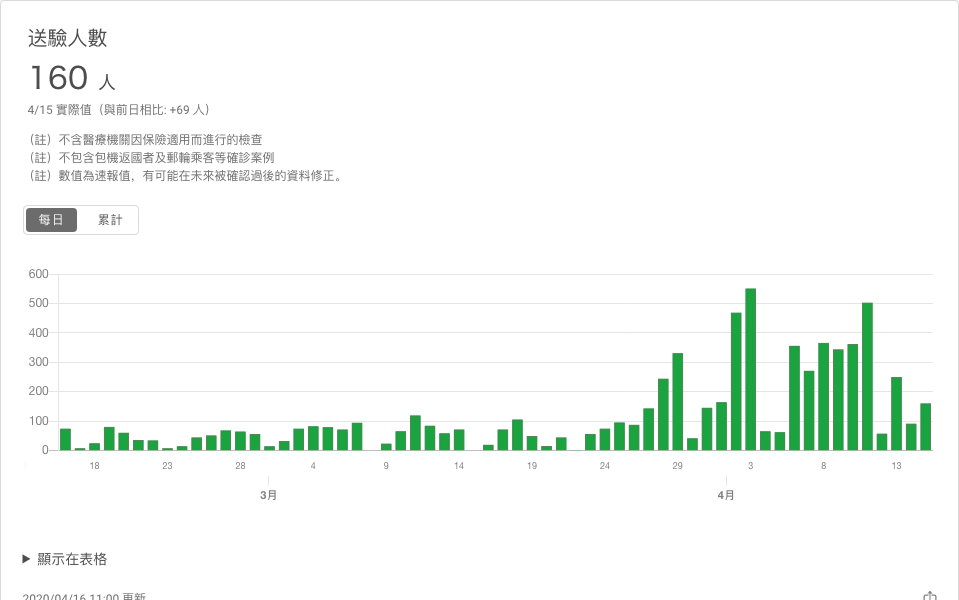 送驗人數
160 人
4/15 實際值（與前日相比: +69 人）
（註）不含醫療機關因保險適用而進行的檢查
（註）不包含包機返國者及郵輪乘客等確診案例
（註）數值為速報值，有可能在未來被確認過後的資料修正。
每日 累計
600
500
400
300
200
100
0
18 23 28 4 9 14 19 24 29 3 8 13
3月 4月
▶ 顯示在表格
2020/04/16 11:00 更新